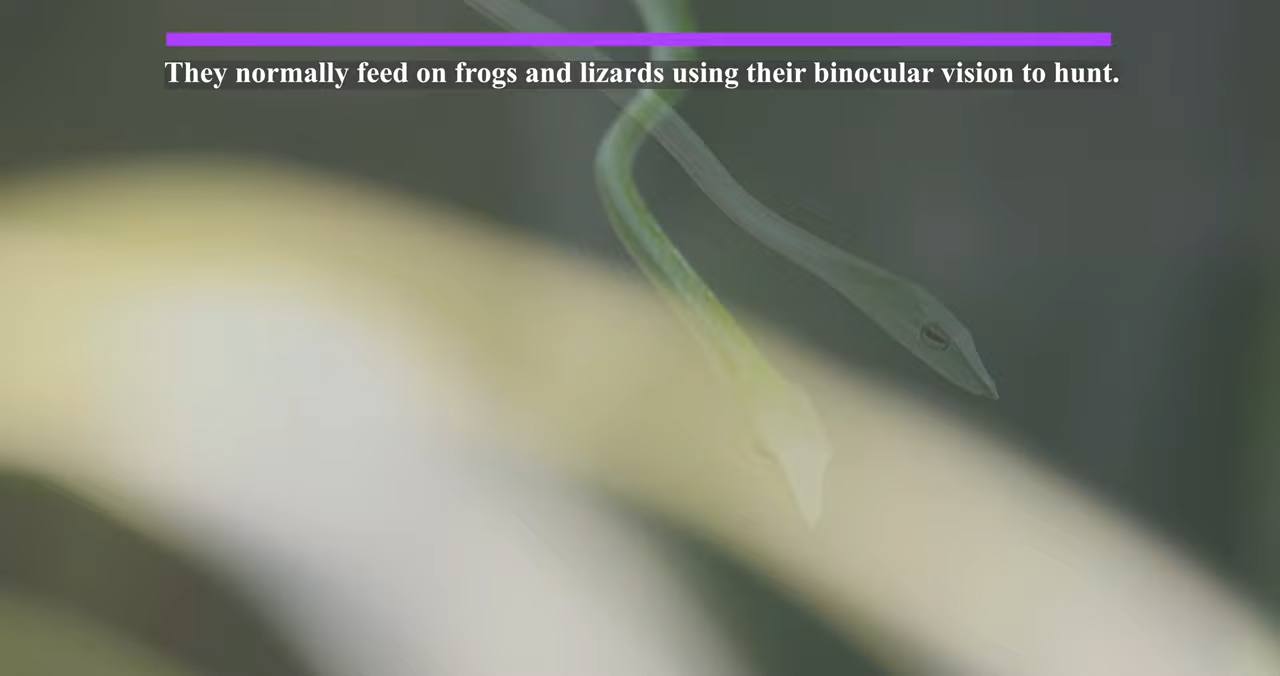 They normally feed on frogs and lizards using their binocular vision to hunt.